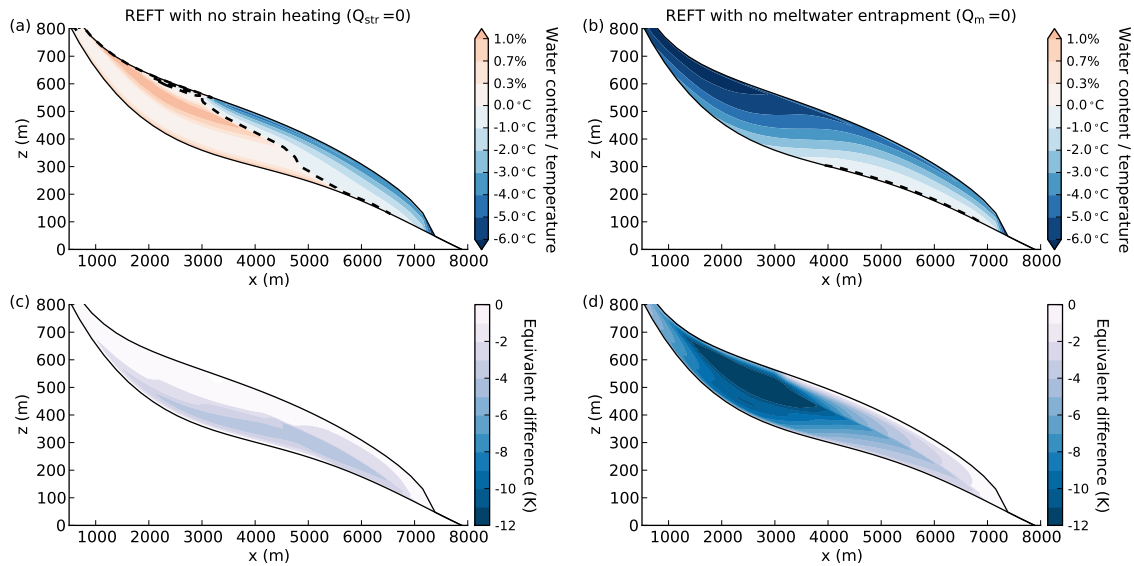 REFT with no strain heating (Qstr=0)
(a)
800
700
600
500
400
300
200
100
0
z (m)
1000 2000 3000 4000 5000 6000 7000 8000
x (m)
1.0%
0.7%
0.3%
0.0°C
-1.0°C
-2.0°C
-3.0°C
-4.0°C
-5.0°C
-6.0°C
Water content / temperature
REFT with no meltwater entrapment (Qm=0)
(b)
800
700
600
500
400
300
200
100
0
z (m)
1000 2000 3000 4000 5000 6000 7000 8000
x (m)
1.0%
0.7%
0.3%
0.0°C
-1.0°C
-2.0°C
-3.0°C
-4.0°C
-5.0°C
-6.0°C
Water content / temperature
(c)
800
700
600
500
400
300
200
100
0
z (m)
1000 2000 3000 4000 5000 6000 7000 8000
x (m)
0
-2
-4
-6
-8
-10
-12
Equivalent difference (K)
(d)
800
700
600
500
400
300
200
100
0
z (m)
1000 2000 3000 4000 5000 6000 7000 8000
x (m)
0
-2
-4
-6
-8
-10
-12
Equivalent difference (K)